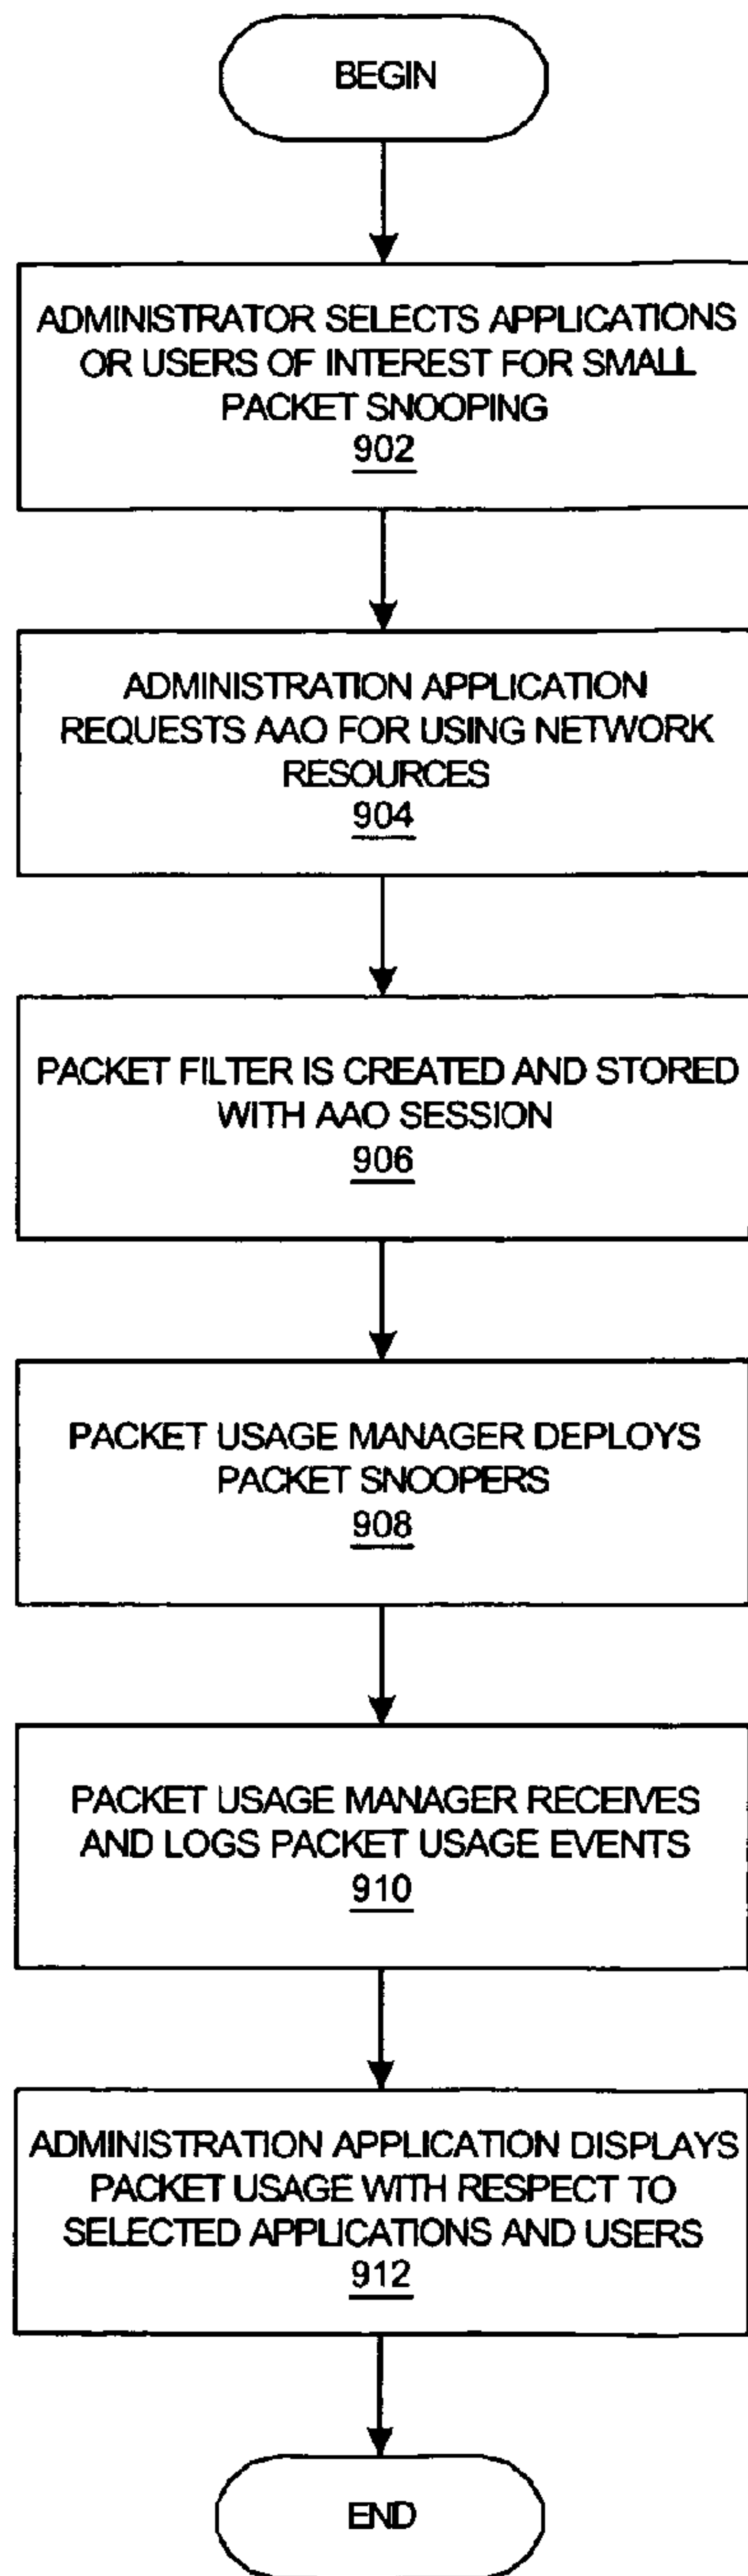 BEGIN
ADMINISTRATOR SELECTS APPLICATIONS
OR USERS OF INTEREST FOR SMALL
PACKET SNOOPING
902
ADMINISTRATION APPLICATION
REQUESTS AAO FOR USING NETWORK
RESOURCES
904
PACKET FILTER IS CREATED AND STORED
WITH AAO SESSION
906
PACKET USAGE MANAGER DEPLOYS
PACKET SNOOPERS
908
PACKET USAGE MANAGER RECEIVES
AND LOGS PACKET USAGE EVENTS
910
ADMINISTRATION APPLICATION DISPLAYS
PACKET USAGE WITH RESPECT TO
SELECTED APPLICATIONS AND USERS
912
END